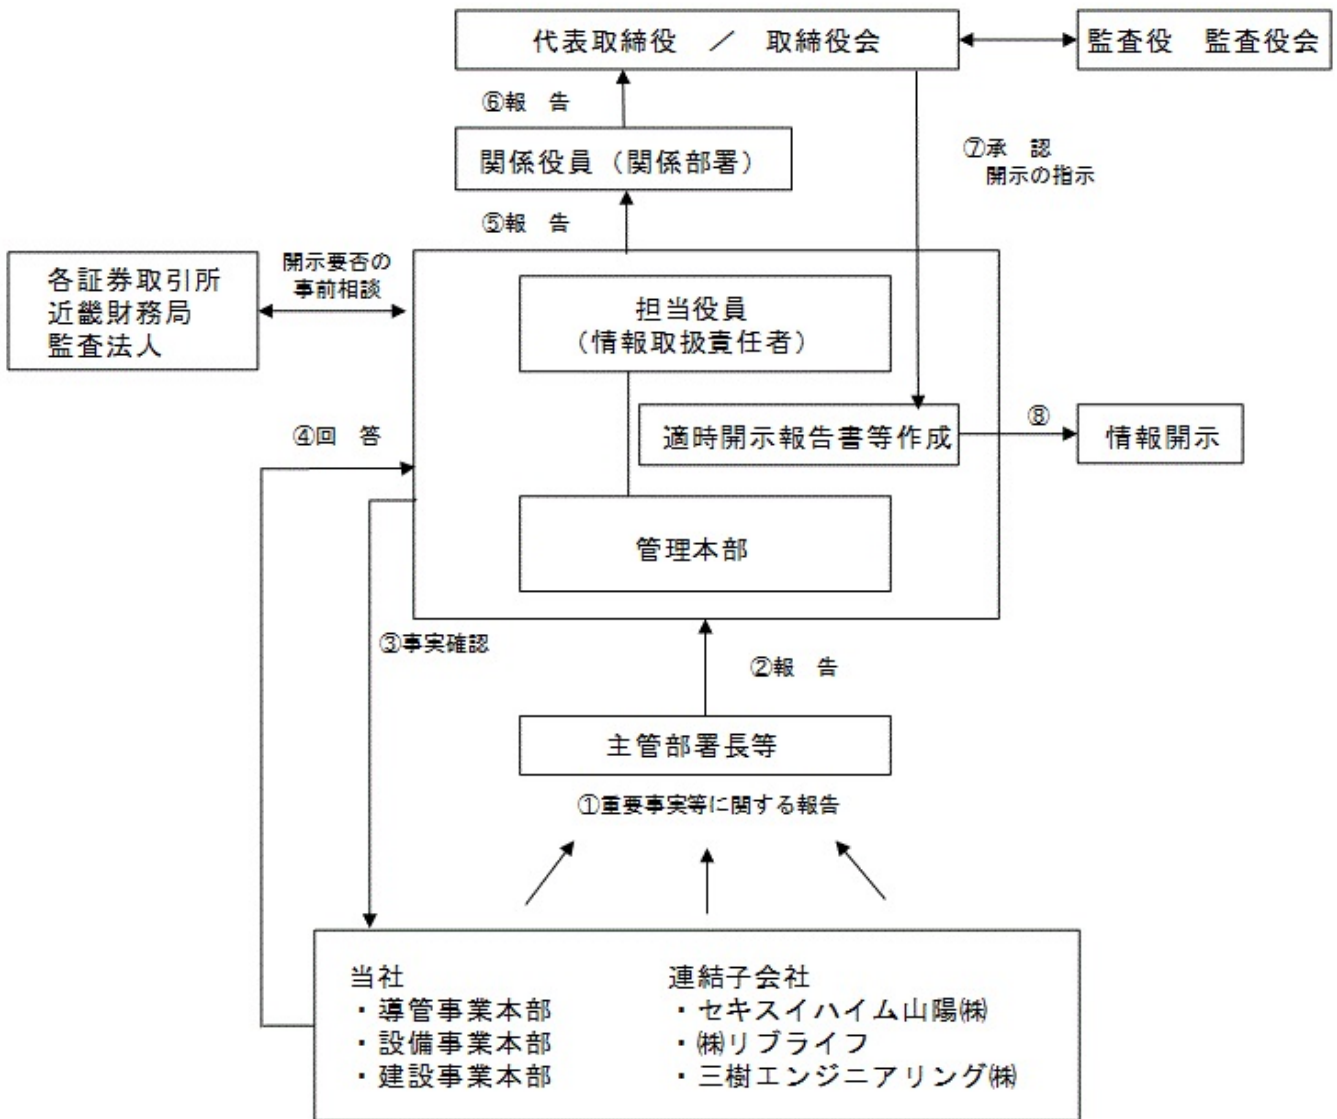 代表取締役　／　取締役会
監査役　監査役会
⑥報　告
関係役員（関係部署）
⑦承　認
開示の指示
⑤報　告
各証券取引所
近畿財務局
監査法人
開示要否の
事前相談
担当役員
（情報取扱責任者）
④回　答
適時開示報告書等作成
⑧
情報開示
管理本部
③事実確認
②報　告
主管部署長等
①重要事実等に関する報告
当社
・導管事業本部
・設備事業本部
・建設事業本部
連結子会社
・セキスイハイム山陽㈱
・㈱リブライフ
・三樹エンジニアリング㈱